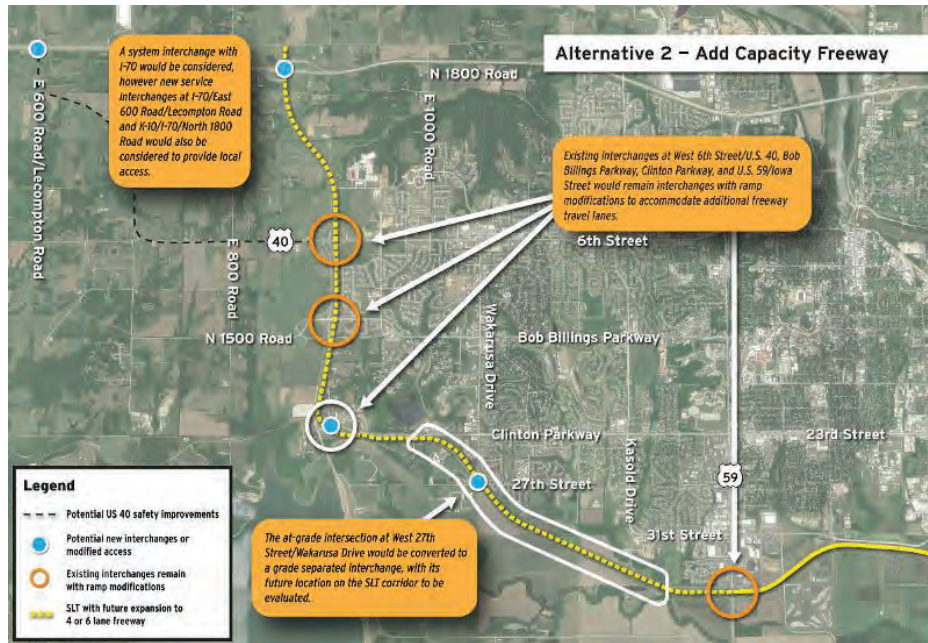 Alternative 2 – Add Capacity Freeway
A system interchange with
I-70 would be considered,
however new service
interchanges at I-70/East
600 Road/Lecompton Road
and K-10/I-70/North 1800
Road would also be
considered to provide local
access.
N 1800 Road
E 600 Road/Lecompton Road
E 1000 Road
Existing interchanges at West 6th Street/U.S. 40, Bob
Billings Parkway, Clinton Parkway, and U.S. 59/Iowa
Street would remain interchanges with ramp
modifications to accommodate additional freeway
travel lanes.
40
6th Street
E 800 Road
N 1500 Road
Wakarusa Drive
Bob Billings Parkway
Clinton Parkway
23rd Street
Kasold Drive
27th Street
59
31st Street
Legend
Potential US 40 safety improvements
Potential new interchanges or
modified access
Existing interchanges remain
with ramp modifications
SLT with future expansion to
4 or 6 lane freeway
The at-grade intersection at West 27th
Street/Wakarusa Drive would be converted to
a grade separated interchange, with its
future location on the SLT corridor to be
evaluated.